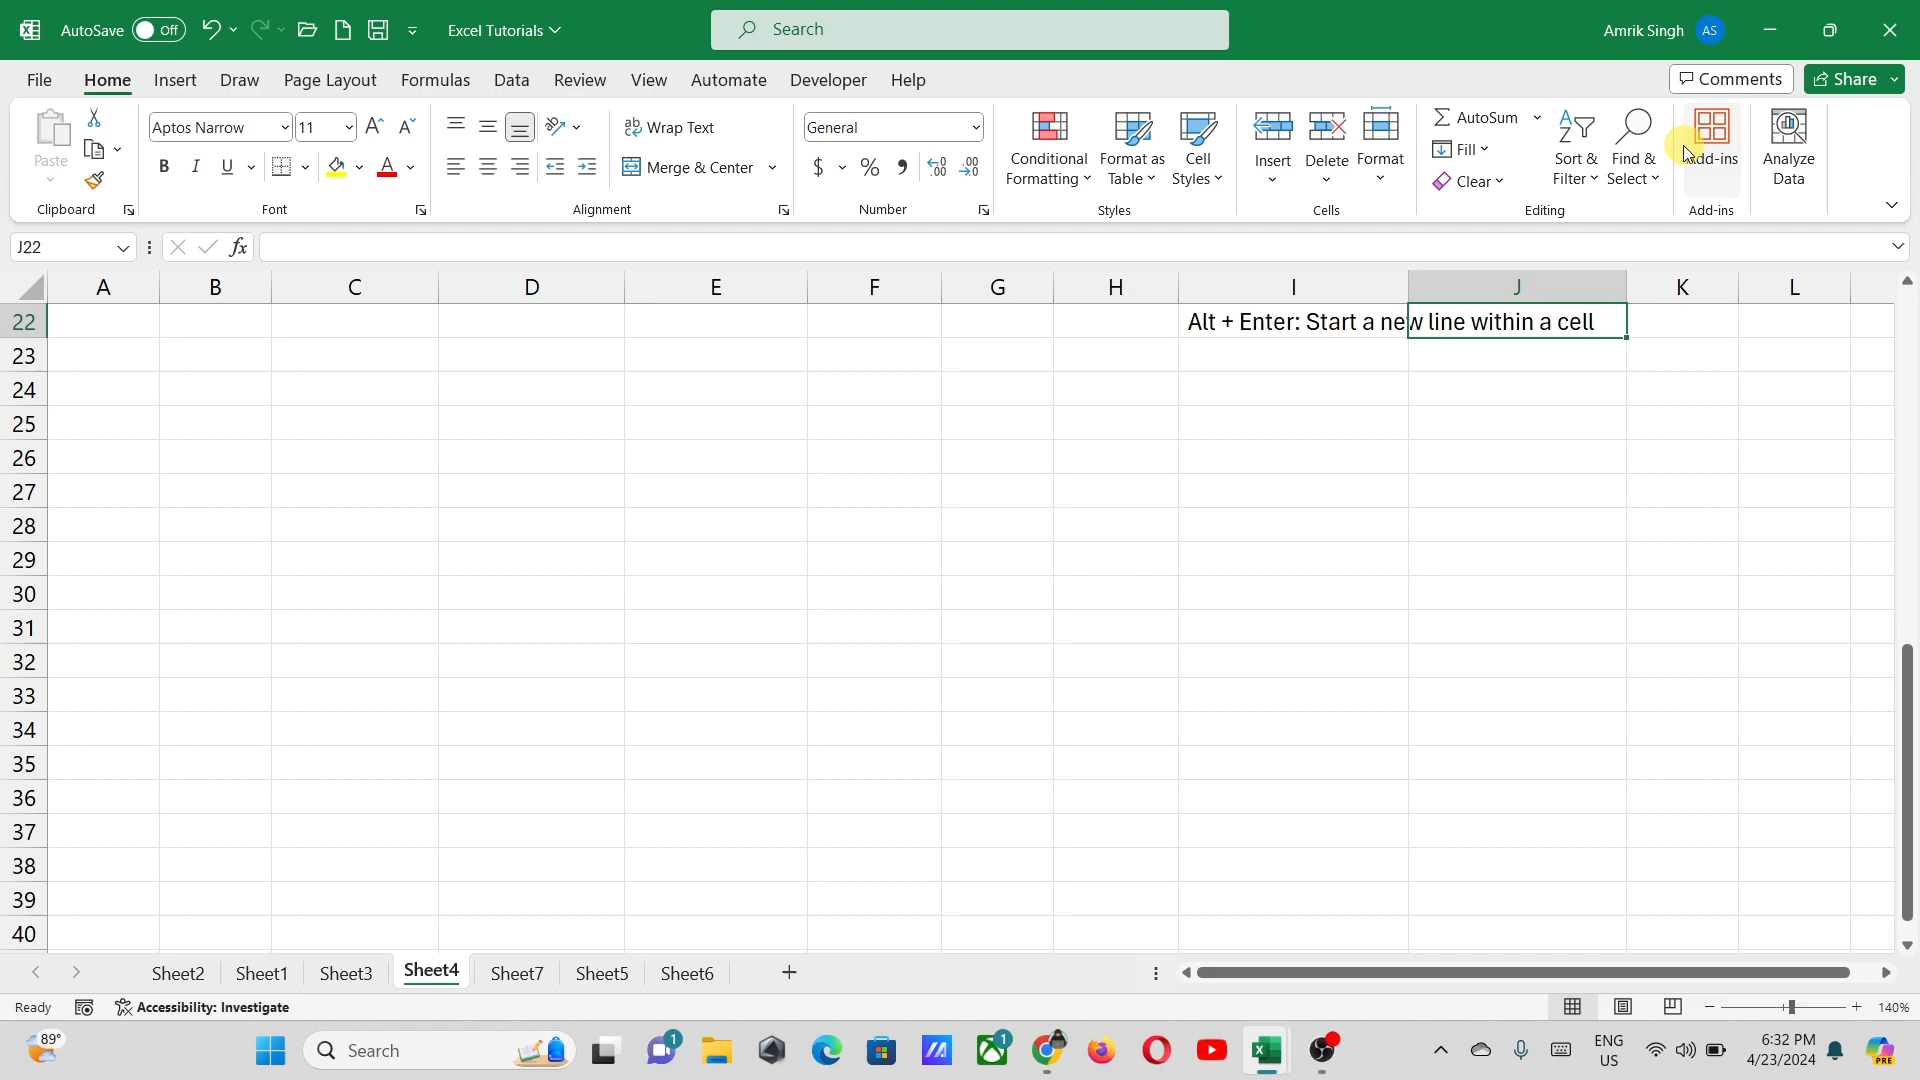 AutoSave Off Excel Tutorials Search Amrik Singh AS
File Home Insert Draw Page Layout Formulas Data Review View Automate Developer Help Comments Share
Paste
Clipboard
Aptos Narrow 11
B I U A
Font
Wrap Text
Merge & Center
Alignment
General
$ % 9
Number
Conditional Formatting
Format as Table
Cell Styles
Styles
Insert
Delete
Format
Cells
AutoSum
Fill
Clear
Sort & Filter
Find & Select
Editing
Add-ins
Add-ins
Analyze Data
J22 fx
A B C D E F G H I J K L
22 Alt + Enter: Start a new line within a cell
23
24
25
26
27
28
29
30
31
32
33
34
35
36
37
38
39
40
Sheet2 Sheet1 Sheet3 Sheet4 Sheet7 Sheet5 Sheet6 +
Ready Accessibility: Investigate 140%
89° Search 1 1 ENG US 6:32 PM 4/23/2024 PRE